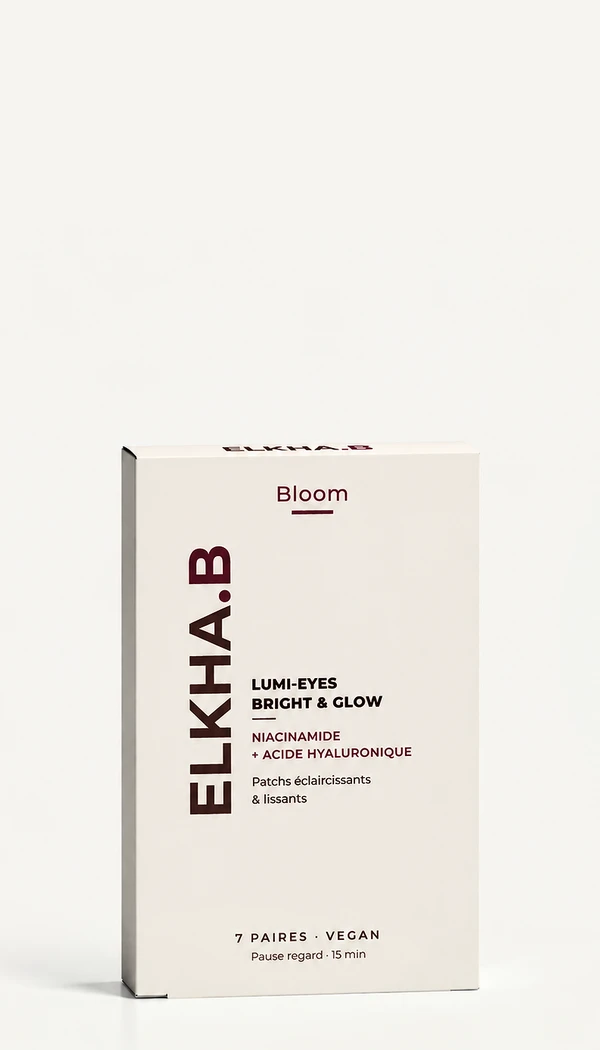 ELKHA.B
Bloom
ELKHA.B
LUMI-EYES
BRIGHT & GLOW
NIACINAMIDE
+ ACIDE HYALURONIQUE
Patchs éclaircissants
& lissants
7 PAIRES · VEGAN
Pause regard · 15 min